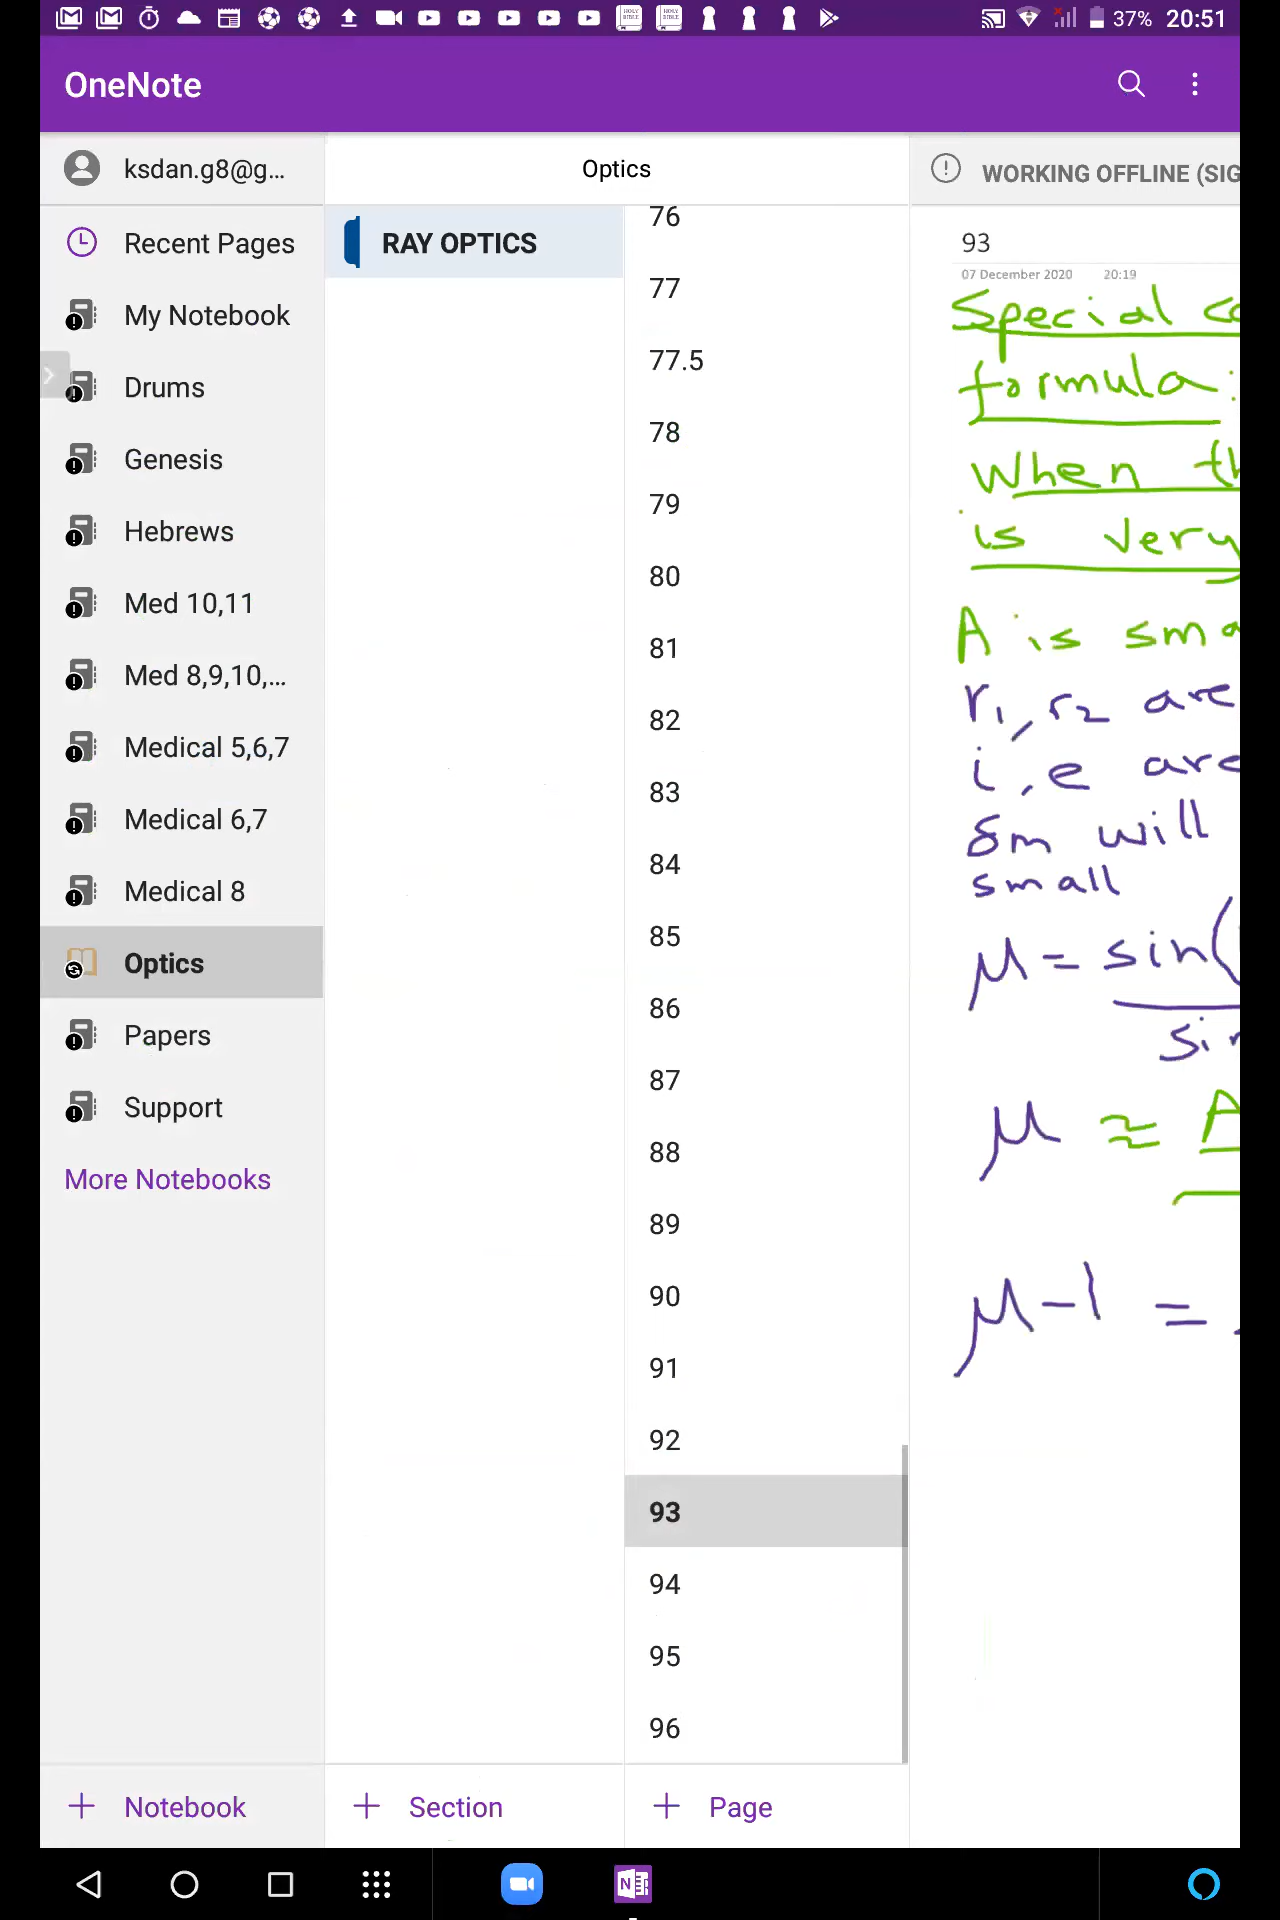 37% 20:51
OneNote
ksdan.g8@g...
Recent Pages
My Notebook
Drums
Genesis
Hebrews
Med 10,11
Med 8,9,10,...
Medical 5,6,7
Medical 6,7
Medical 8
Optics
Papers
Support
More Notebooks
+ Notebook
Optics
RAY OPTICS
+ Section
76
77
77.5
78
79
80
81
82
83
84
85
86
87
88
89
90
91
92
93
94
95
96
+ Page
WORKING OFFLINE (SIG
93
07 December 2020 20:19
Special
formula:
When
is very
A is
r₁, r₂ are
i, e are
δm will
small
μ = sin(
μ ≈ A
μ-1 =